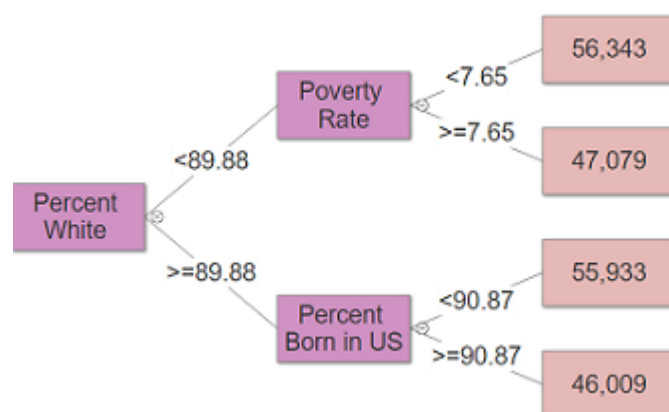 56,343
<7.65
Poverty
Rate
>=7.65
<89.88
47,079
Percent
White
>=89.88
55,933
<90.87
Percent
Born in US
>=90.87
46,009